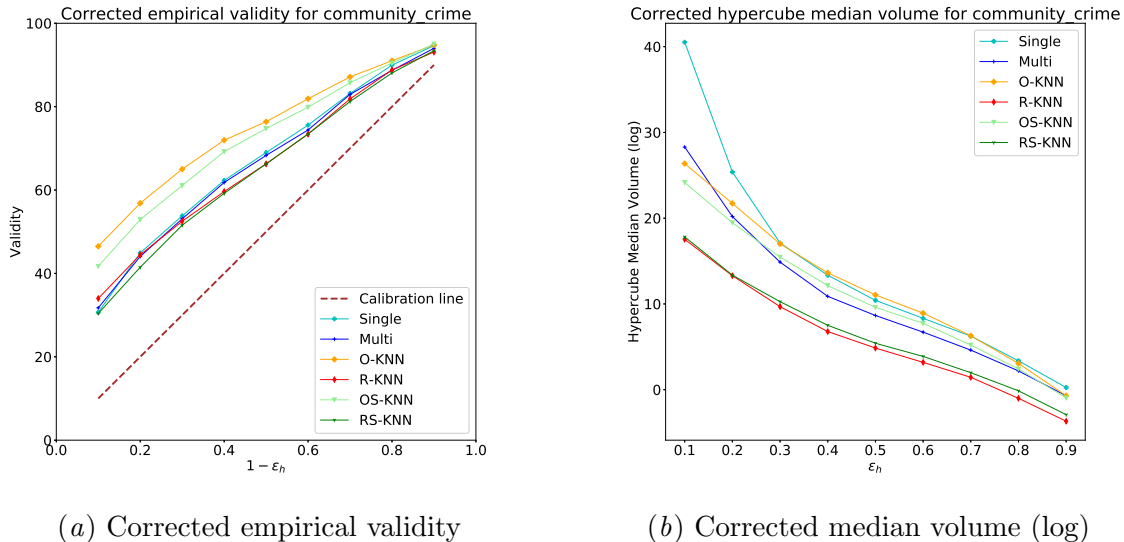 Corrected empirical validity for community_crime
100
80
60
40
20
0
Validity
0.0 0.2 0.4 0.6 0.8 1.0
1 − ε_h
Calibration line
Single
Multi
O-KNN
R-KNN
OS-KNN
RS-KNN
(a) Corrected empirical validity
Corrected hypercube median volume for community_crime
40
30
20
10
0
Hypercube Median Volume (log)
0.1 0.2 0.3 0.4 0.5 0.6 0.7 0.8 0.9
ε_h
Single
Multi
O-KNN
R-KNN
OS-KNN
RS-KNN
(b) Corrected median volume (log)